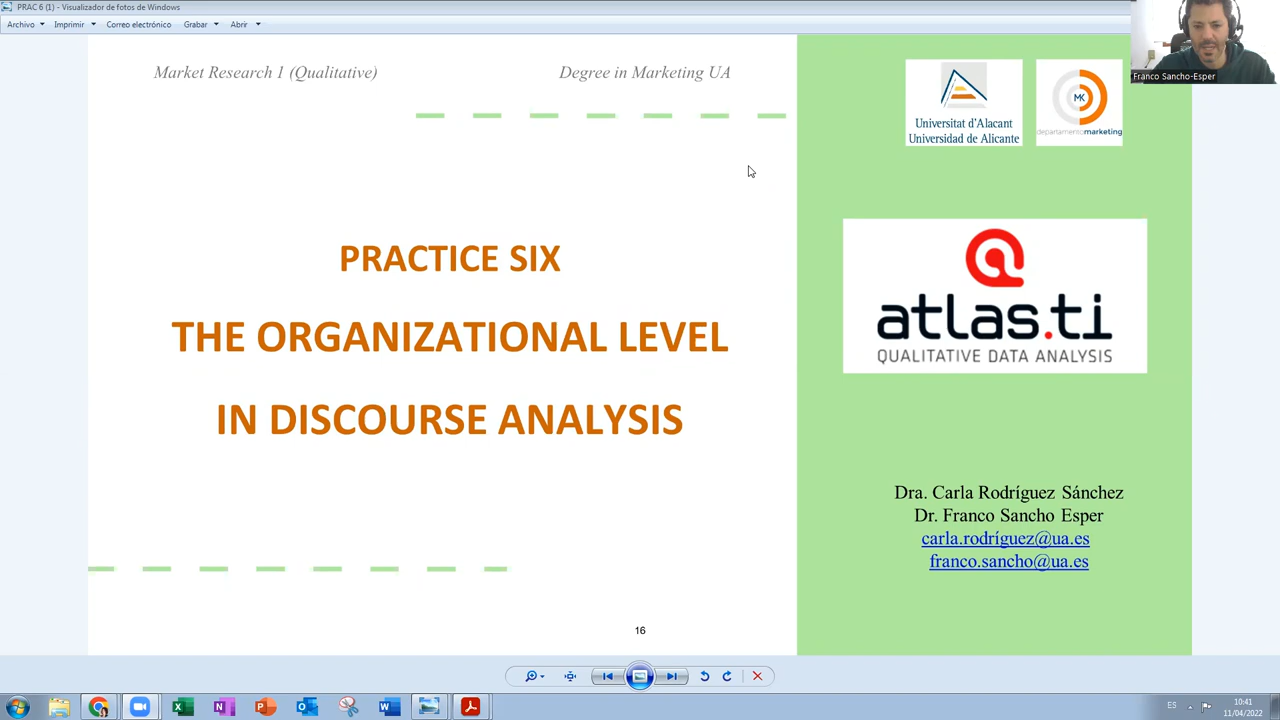 PRAC 6 (1) - Visualizador de fotos de Windows
Archivo Imprimir Correo electrónico Grabar Abrir
Market Research 1 (Qualitative) Degree in Marketing UA
Franco Sancho-Esper
Universitat d'Alacant
Universidad de Alicante
MK
departamentomarketing
PRACTICE SIX
THE ORGANIZATIONAL LEVEL
IN DISCOURSE ANALYSIS
atlas.ti
QUALITATIVE DATA ANALYSIS
Dra. Carla Rodríguez Sánchez
Dr. Franco Sancho Esper
carla.rodríguez@ua.es
franco.sancho@ua.es
16
ES
10:41
11/04/2022